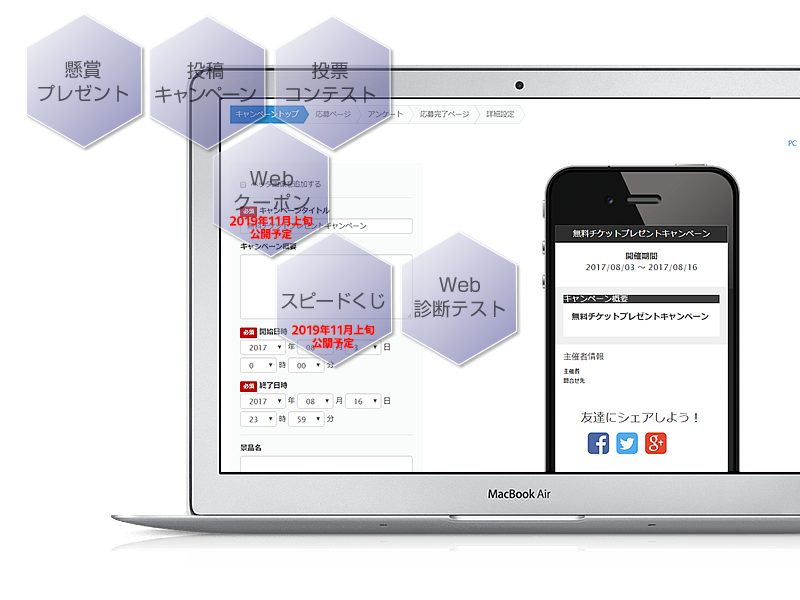 懸賞
プレゼント
投稿
キャンペーン
投票
コンテスト
キャンペーントップ
応募ページ
アンケート
応募完了ページ
詳細設定
PC
Web
クーポン
を追加する
必須 キャンペーンタイトル
2019年11月上旬
公開予定
プレゼントキャンペーン
キャンペーン概要
スピードくじ
2019年11月上旬
公開予定
Web
診断テスト
必須 開始日時
2017 年 08 3 日
0 時 00 分
必須 終了日時
2017 年 08 月 16 日
23 時 59 分
景品名
無料チケットプレゼントキャンペーン
開催期間
2017/08/03 ～ 2017/08/16
キャンペーン概要
無料チケットプレゼントキャンペーン
主催者情報
主催者
問合せ先
友達にシェアしよう！
f
g+
MacBook Air